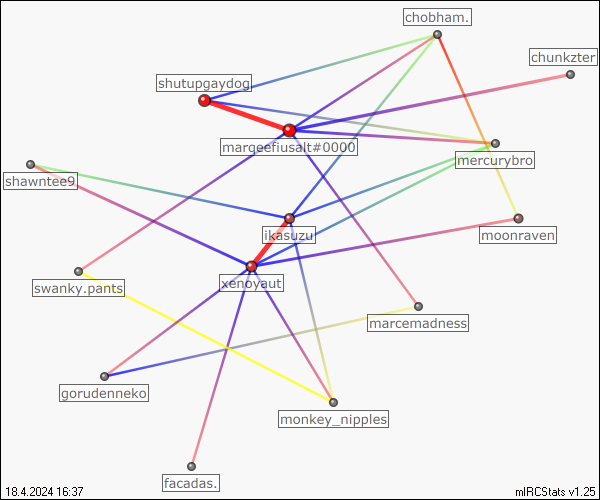 chobham.
chunkzter
shutupgaydog
marqeefiusalt#0000
mercurybro
shawntee9
ikasuzu
moonraven
xenoyaut
swanky.pants
marcemadness
gorudenneko
monkey_nipples
facadas.
18.4.2024 16:37
mIRCStats v1.25